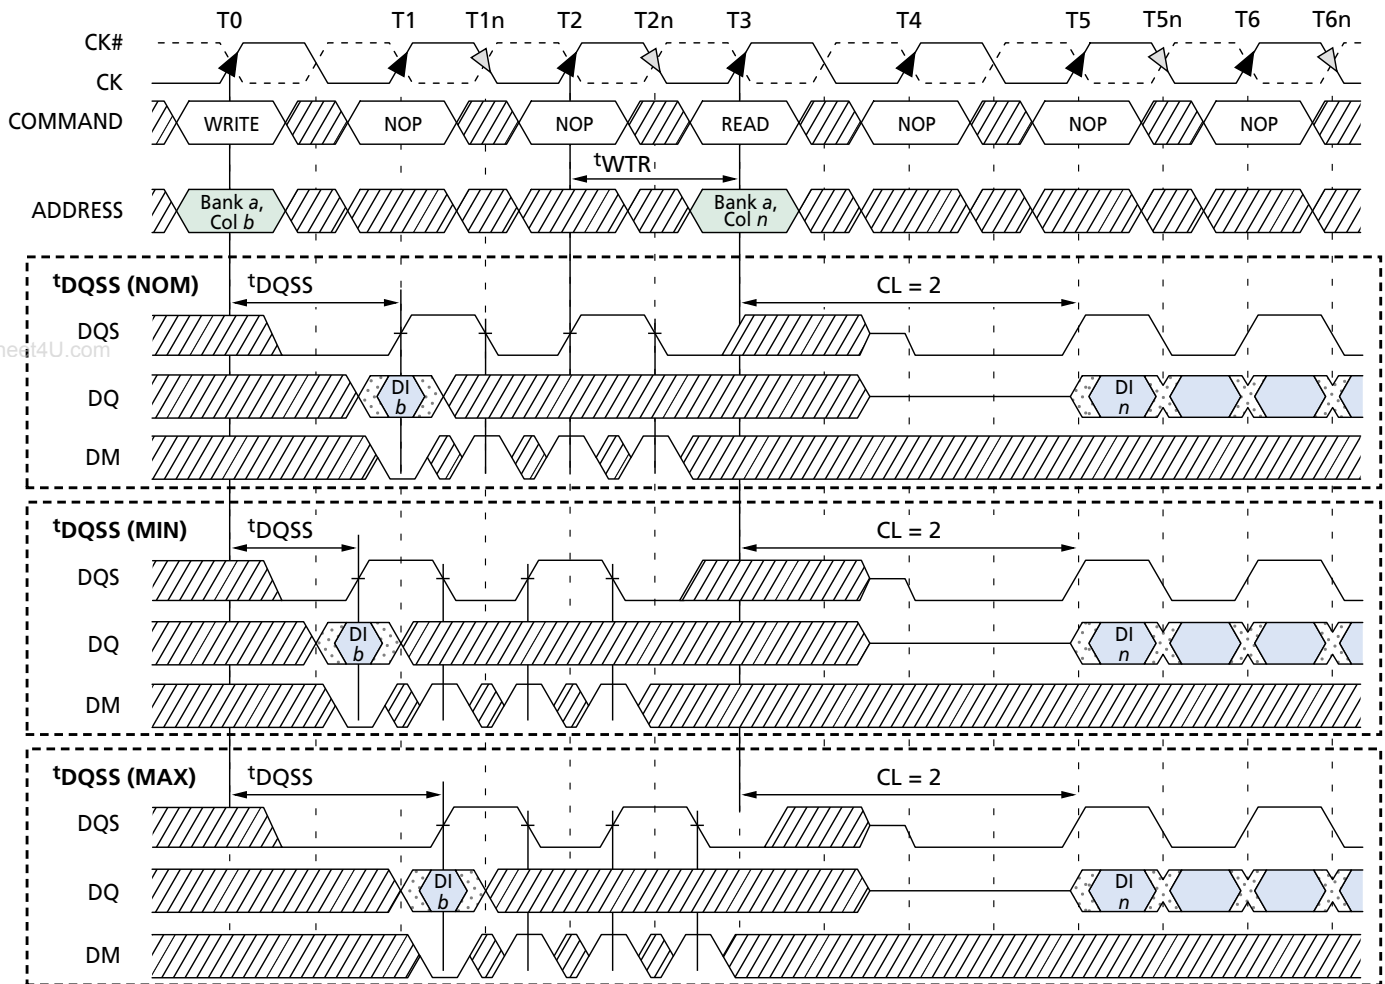 T0 T1 T1n T2 T2n T3 T4 T5 T5n T6 T6n
CK#
CK
COMMAND WRITE NOP NOP READ NOP NOP NOP
tWTR
ADDRESS Bank a, Col b Bank a, Col n
tDQSS (NOM) tDQSS CL = 2
DQS
heet4U.com
DQ DI b DI n
DM
tDQSS (MIN) tDQSS CL = 2
DQS
DQ DI b DI n
DM
tDQSS (MAX) tDQSS CL = 2
DQS
DQ DI b DI n
DM